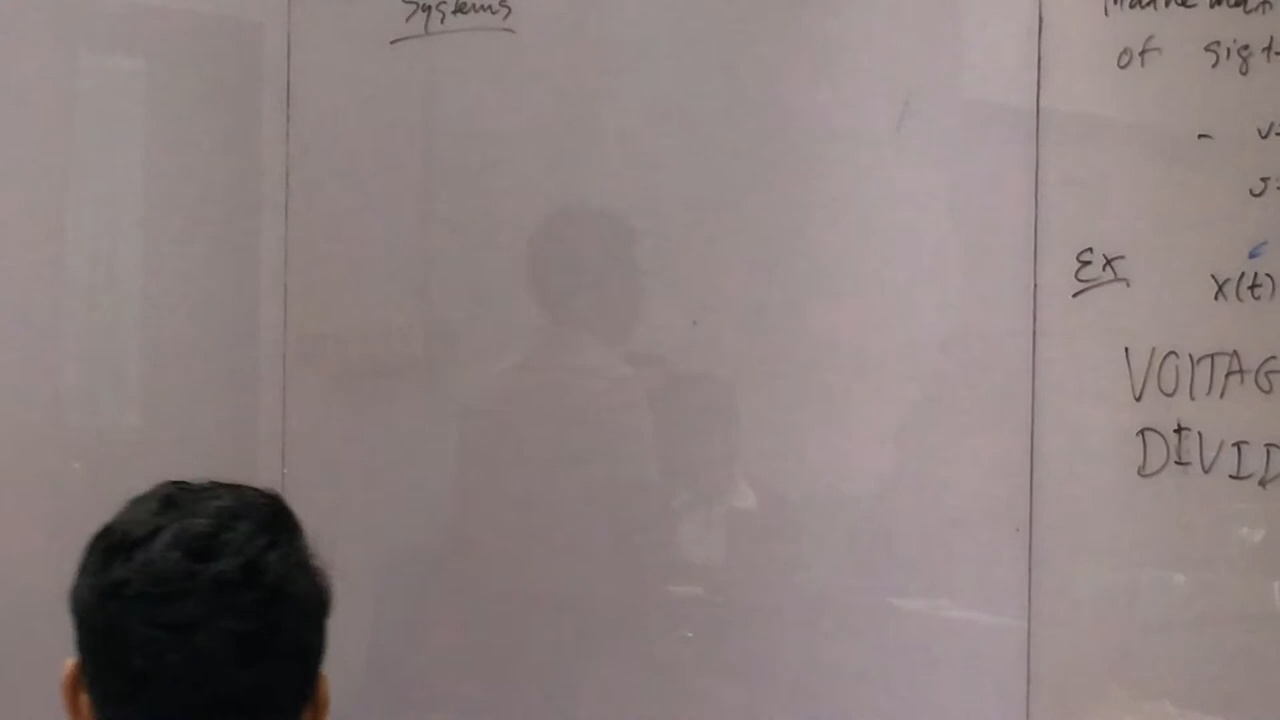 Systems
of sig
Ex x(t)
VOLTAG
DIVID